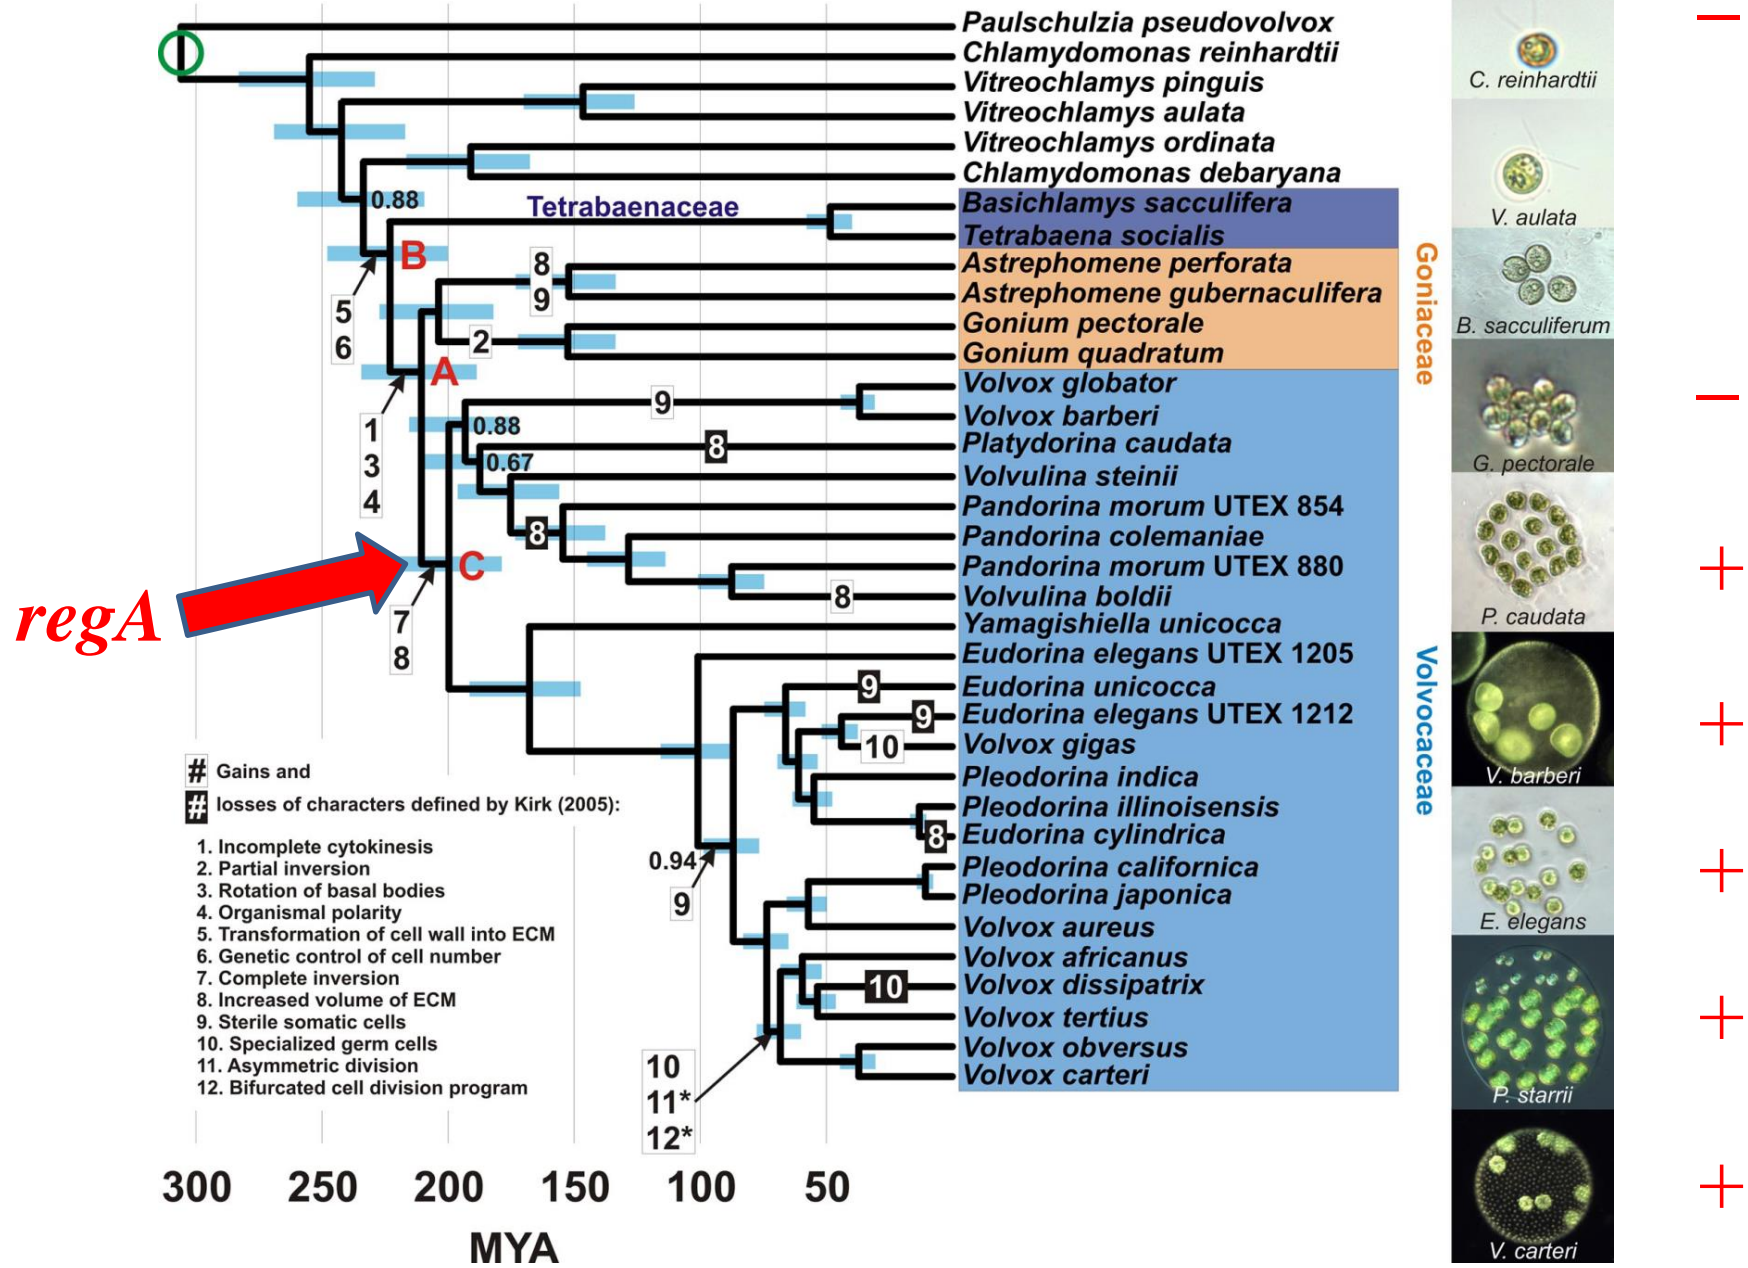 Paulschulzia pseudovolvox
Chlamydomonas reinhardtii
Vitreochlamys pinguis
Vitreochlamys aulata
Vitreochlamys ordinata
Chlamydomonas debaryana
0.88
Tetrabaenaceae
Basichlamys sacculifera
Tetrabaena socialis
B
5
6
8
9
Astrephomene perforata
Astrephomene gubernaculifera
2
Gonium pectorale
Gonium quadratum
A
1
3
4
9
Volvox globator
Volvox barberi
0.88
8
Platydorina caudata
0.67
Volvulina steinii
8
Pandorina morum UTEX 854
Pandorina colemaniae
Pandorina morum UTEX 880
8
Volvulina boldii
C
regA
7
8
Yamagishiella unicocca
Eudorina elegans UTEX 1205
9
Eudorina unicocca
9
Eudorina elegans UTEX 1212
10
Volvox gigas
Pleodorina indica
Pleodorina illinoisensis
8
Eudorina cylindrica
0.94
9
Pleodorina californica
Pleodorina japonica
Volvox aureus
Volvox africanus
10
Volvox dissipatrix
Volvox tertius
Volvox obversus
Volvox carteri
10
11*
12*
# Gains and
# losses of characters defined by Kirk (2005):
1. Incomplete cytokinesis
2. Partial inversion
3. Rotation of basal bodies
4. Organismal polarity
5. Transformation of cell wall into ECM
6. Genetic control of cell number
7. Complete inversion
8. Increased volume of ECM
9. Sterile somatic cells
10. Specialized germ cells
11. Asymmetric division
12. Bifurcated cell division program
300 250 200 150 100 50
MYA
Goniaceae
Volvocaceae
–
C. reinhardtii
V. aulata
B. sacculiferum
–
G. pectorale
+
P. caudata
+
V. barberi
+
E. elegans
+
P. starrii
+
V. carteri